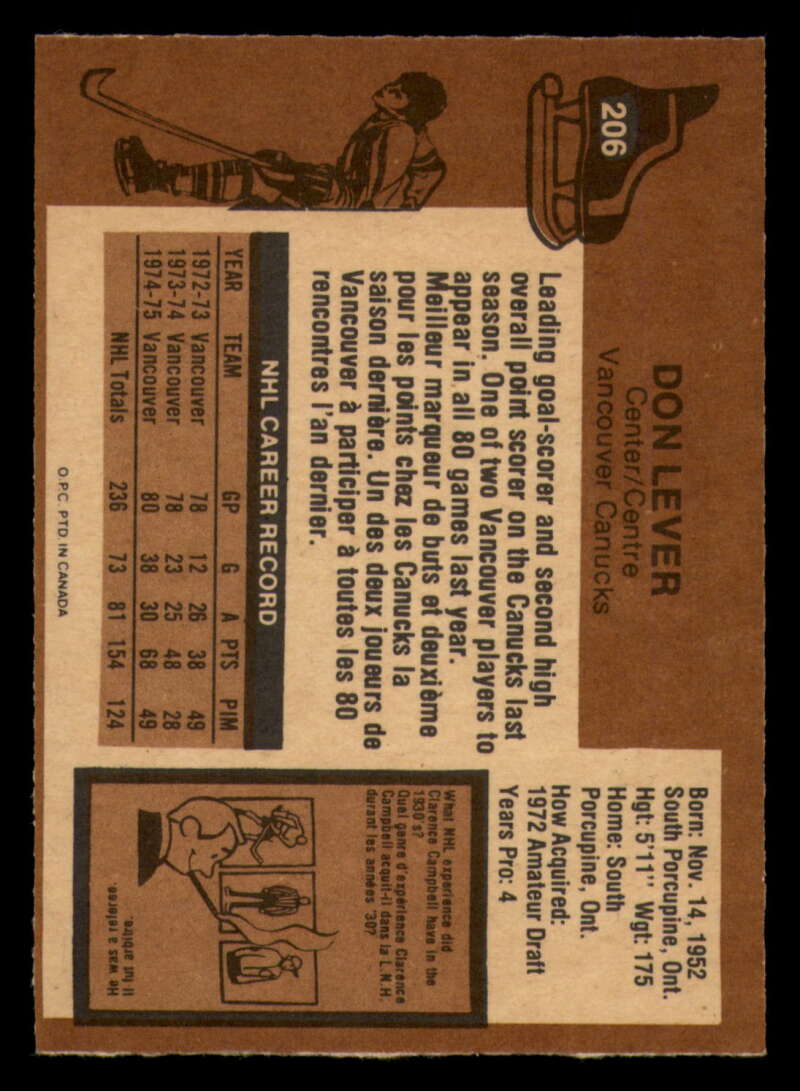 206
DON LEVER
Center/Centre
Vancouver Canucks
Leading goal-scorer and second high
overall point scorer on the Canucks last
season. One of two Vancouver players to
appear in all 80 games last year.
Meilleur marqueur de buts et deuxième
pour les points chez les Canucks la
saison dernière. Un des deux joueurs de
Vancouver à participer à toutes les 80
rencontres l'an dernier.
NHL CAREER RECORD
YEAR TEAM GP G A PTS PIM
1972-73 Vancouver 78 12 26 38 49
1973-74 Vancouver 78 23 25 48 28
1974-75 Vancouver 80 38 30 68 49
NHL Totals 236 73 81 154 124
O.P.C. PTD. IN CANADA
Born: Nov. 14, 1952
South Porcupine, Ont.
Hgt: 5'11" Wgt: 175
Home: South
Porcupine, Ont.
How Acquired:
1972 Amateur Draft
Years Pro: 4
What NHL experience did
Clarence Campbell have in the
1930's?
Quel genre d'expérience Clarence
Campbell acquit-il dans la L.N.H.
durant les années '30?
He was a referee.
Il fut arbitre.